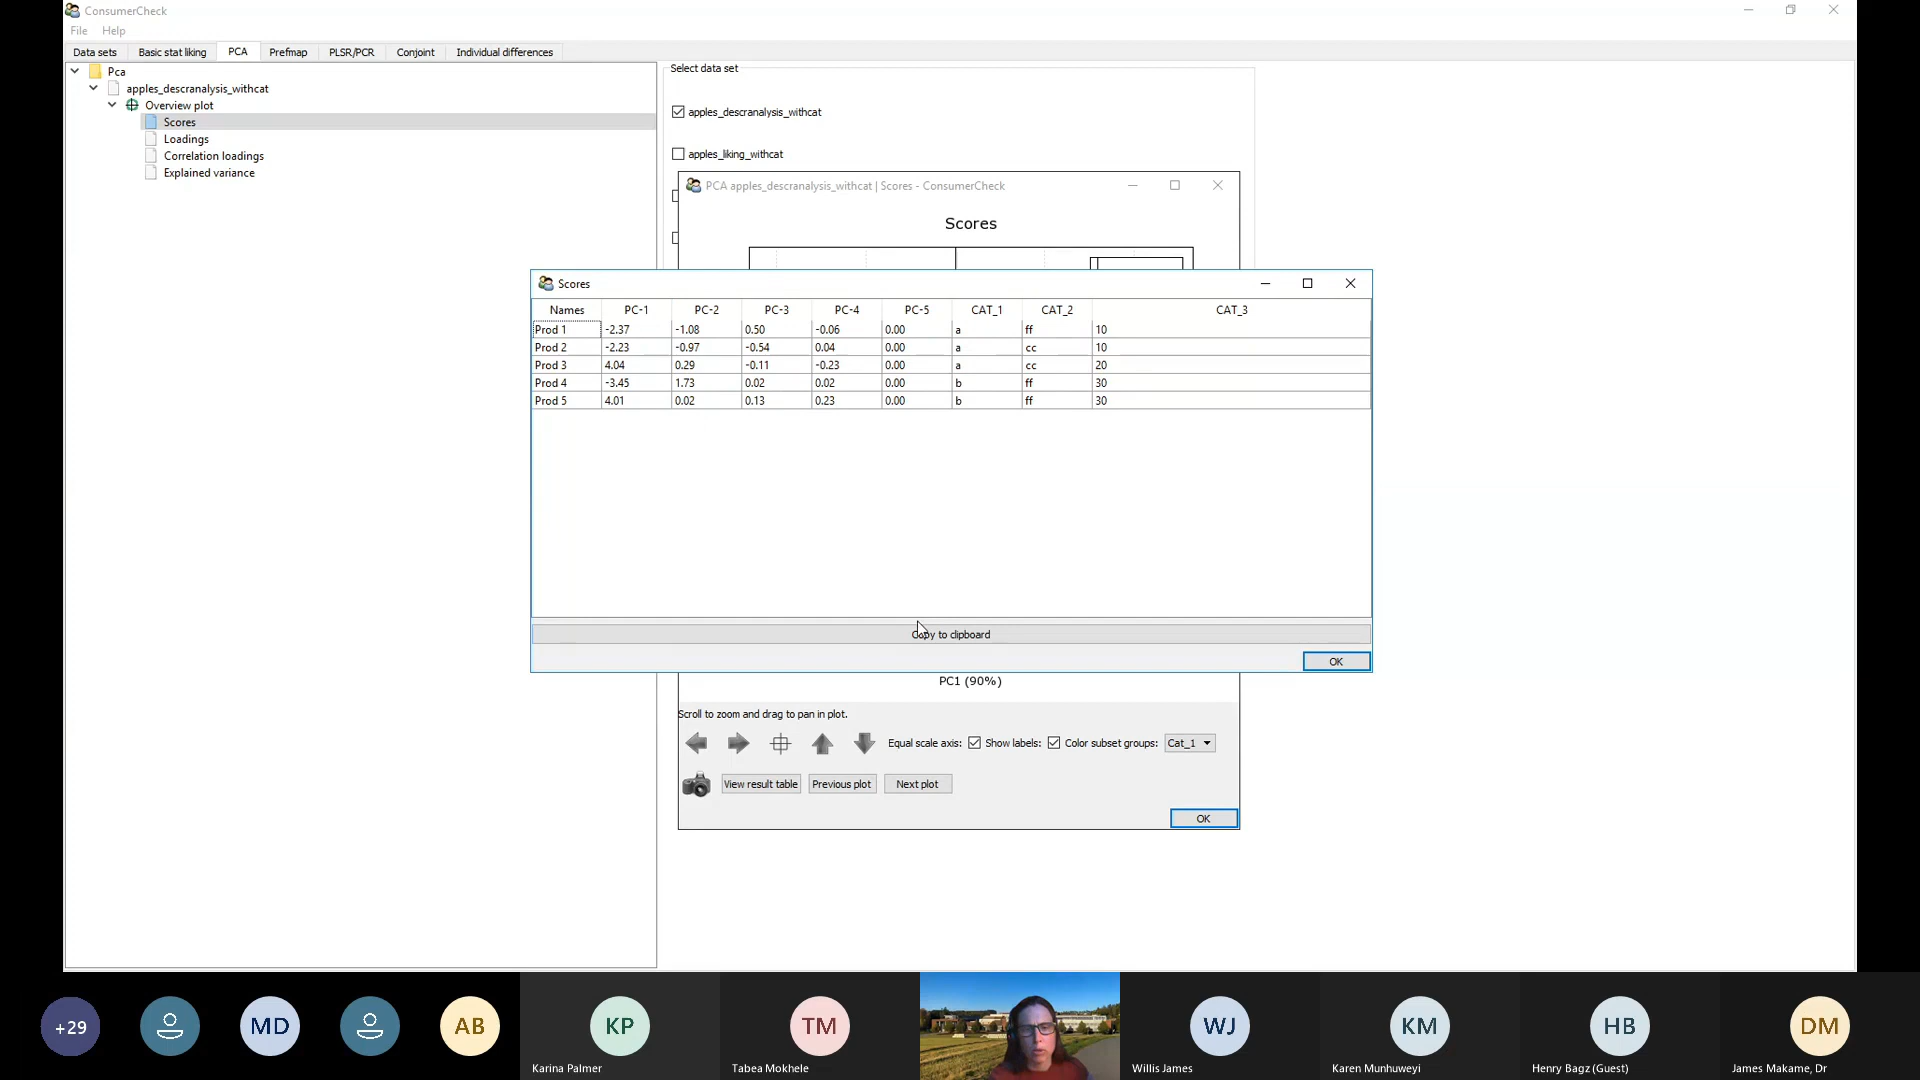 ConsumerCheck
File Help
Data sets Basic stat liking PCA Prefmap PLSR/PCR Conjoint Individual differences
Pca
apples_descranalysis_withcat
Overview plot
Scores
Loadings
Correlation loadings
Explained variance
Select data set
apples_descranalysis_withcat
apples_liking_withcat
PCA apples_descranalysis_withcat | Scores - ConsumerCheck
Scores
Scores
Names PC-1 PC-2 PC-3 PC-4 PC-5 CAT_1 CAT_2 CAT_3
Prod 1 -2.37 -1.08 0.50 -0.06 0.00 a ff 10
Prod 2 -2.23 -0.97 -0.54 0.04 0.00 a cc 10
Prod 3 4.04 0.29 -0.11 -0.23 0.00 a cc 20
Prod 4 -3.45 1.73 0.02 0.02 0.00 b ff 30
Prod 5 4.01 0.02 0.13 0.23 0.00 b ff 30
Copy to clipboard
OK
PC1 (90%)
Scroll to zoom and drag to pan in plot.
Equal scale axis: Show labels: Color subset groups: Cat_1
View result table Previous plot Next plot
OK
+29 MD AB KP TM WJ KM HB DM
Karina Palmer Tabea Mokhele Willis James Karen Munhuweyi Henry Bagz (Guest) James Makame, Dr